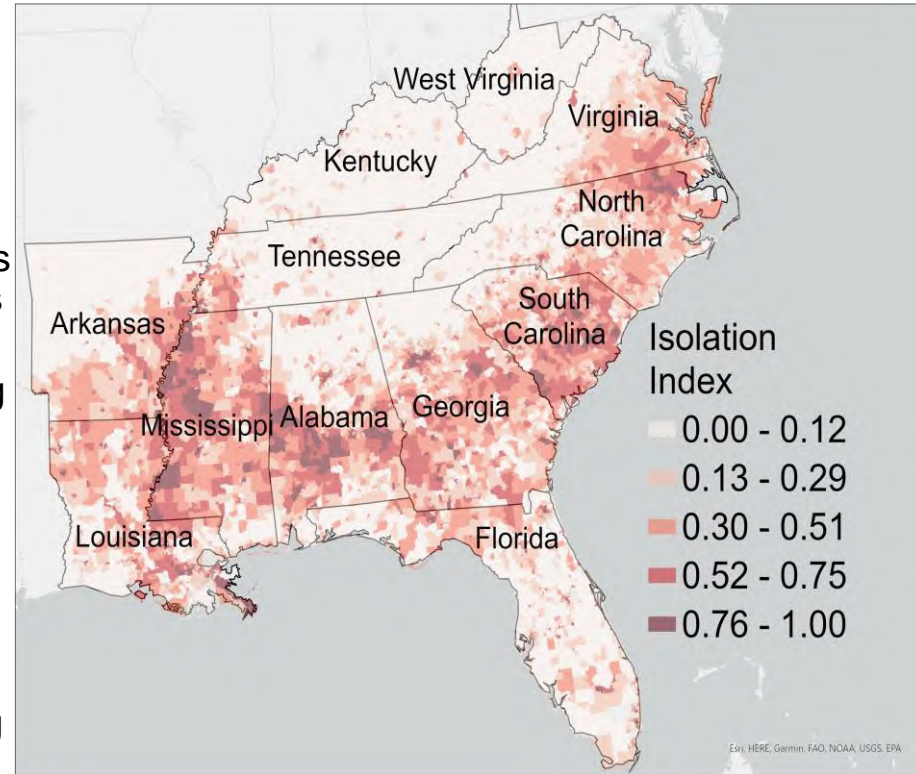 West Virginia
Virginia
Kentucky
North
Carolina
Tennessee
s
South
Carolina
s
Arkansas
Isolation
Index
g
Mississippi
Alabama
Georgia
0.00 - 0.12
0.13 - 0.29
0.30 - 0.51
Louisiana
Florida
0.52 - 0.75
0.76 - 1.00
g
Esri, HERE, Garmin, FAO, NOAA, USGS, EPA